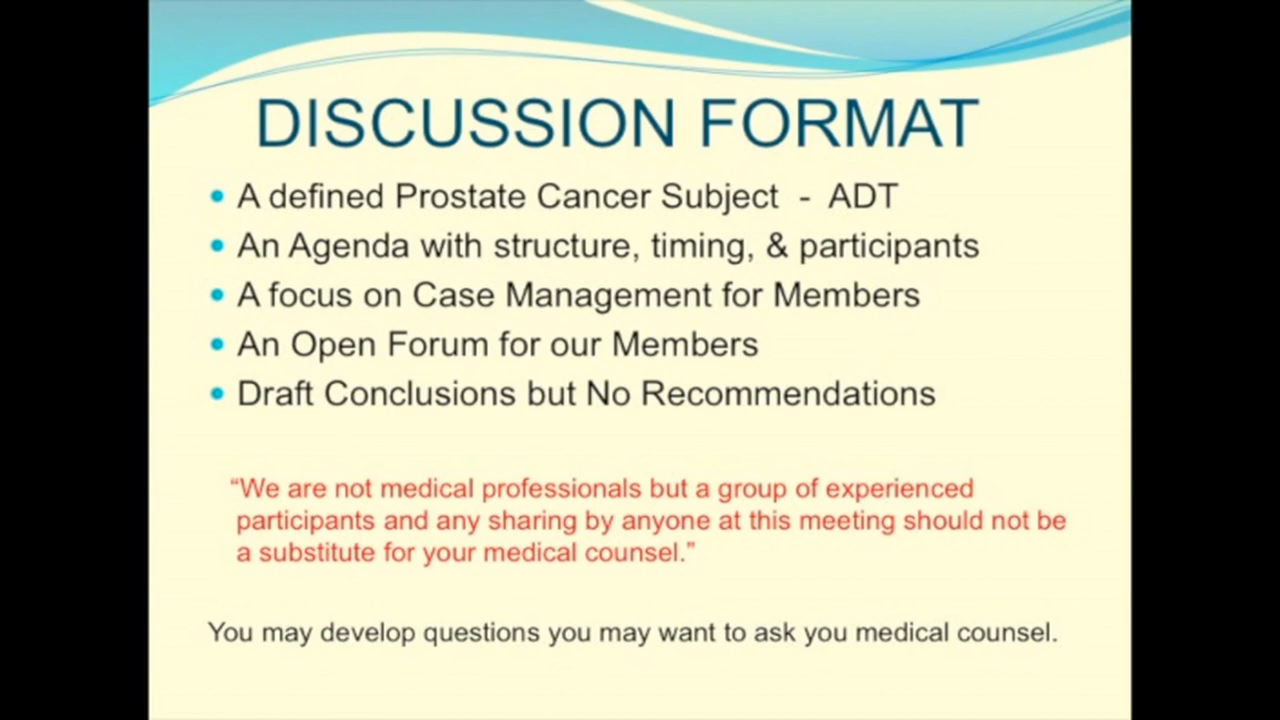 DISCUSSION FORMAT
• A defined Prostate Cancer Subject - ADT
• An Agenda with structure, timing, & participants
• A focus on Case Management for Members
• An Open Forum for our Members
• Draft Conclusions but No Recommendations
“We are not medical professionals but a group of experienced
participants and any sharing by anyone at this meeting should not be
a substitute for your medical counsel.”
You may develop questions you may want to ask you medical counsel.